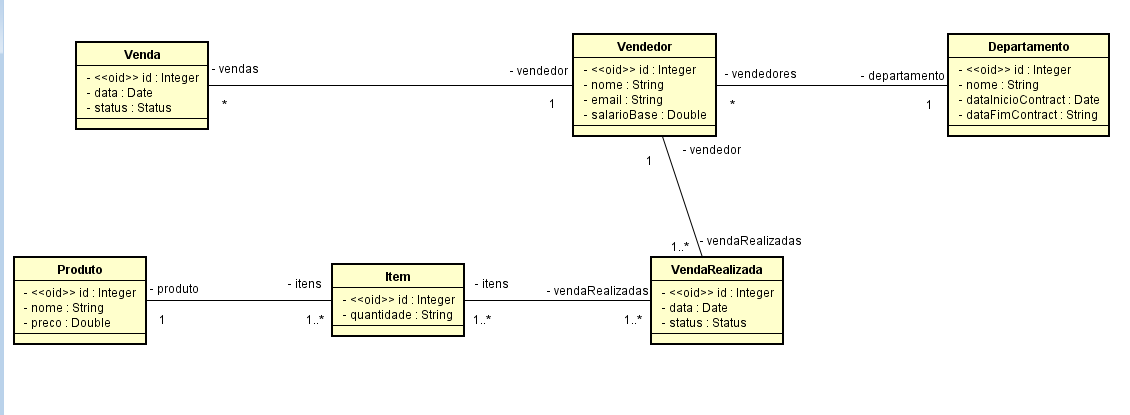 Venda
- <<oid>> id : Integer
- data : Date
- status : Status
- vendas
*
- vendedor
1
Vendedor
- <<oid>> id : Integer
- nome : String
- email : String
- salarioBase : Double
- vendedores
*
- departamento
1
Departamento
- <<oid>> id : Integer
- nome : String
- dataInicioContract : Date
- dataFimContract : String
- vendedor
1
- vendaRealizadas
1..*
Produto
- <<oid>> id : Integer
- nome : String
- preco : Double
- produto
1
- itens
1..*
Item
- <<oid>> id : Integer
- quantidade : String
- itens
1..*
- vendaRealizadas
1..*
VendaRealizada
- <<oid>> id : Integer
- data : Date
- status : Status